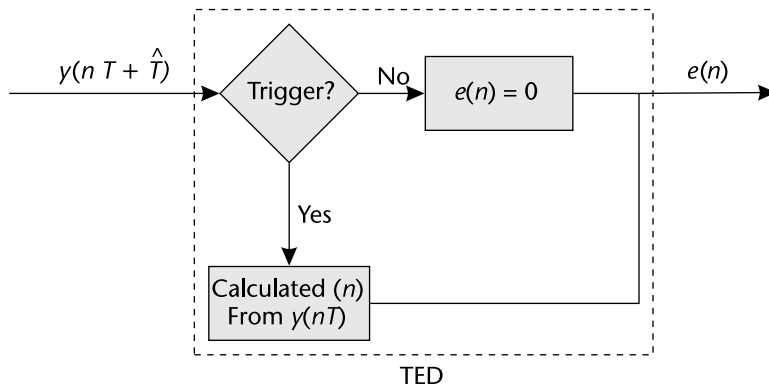 y(n T + T̂)
Trigger?
No
e(n) = 0
e(n)
Yes
Calculated (n)
From y(nT)
TED